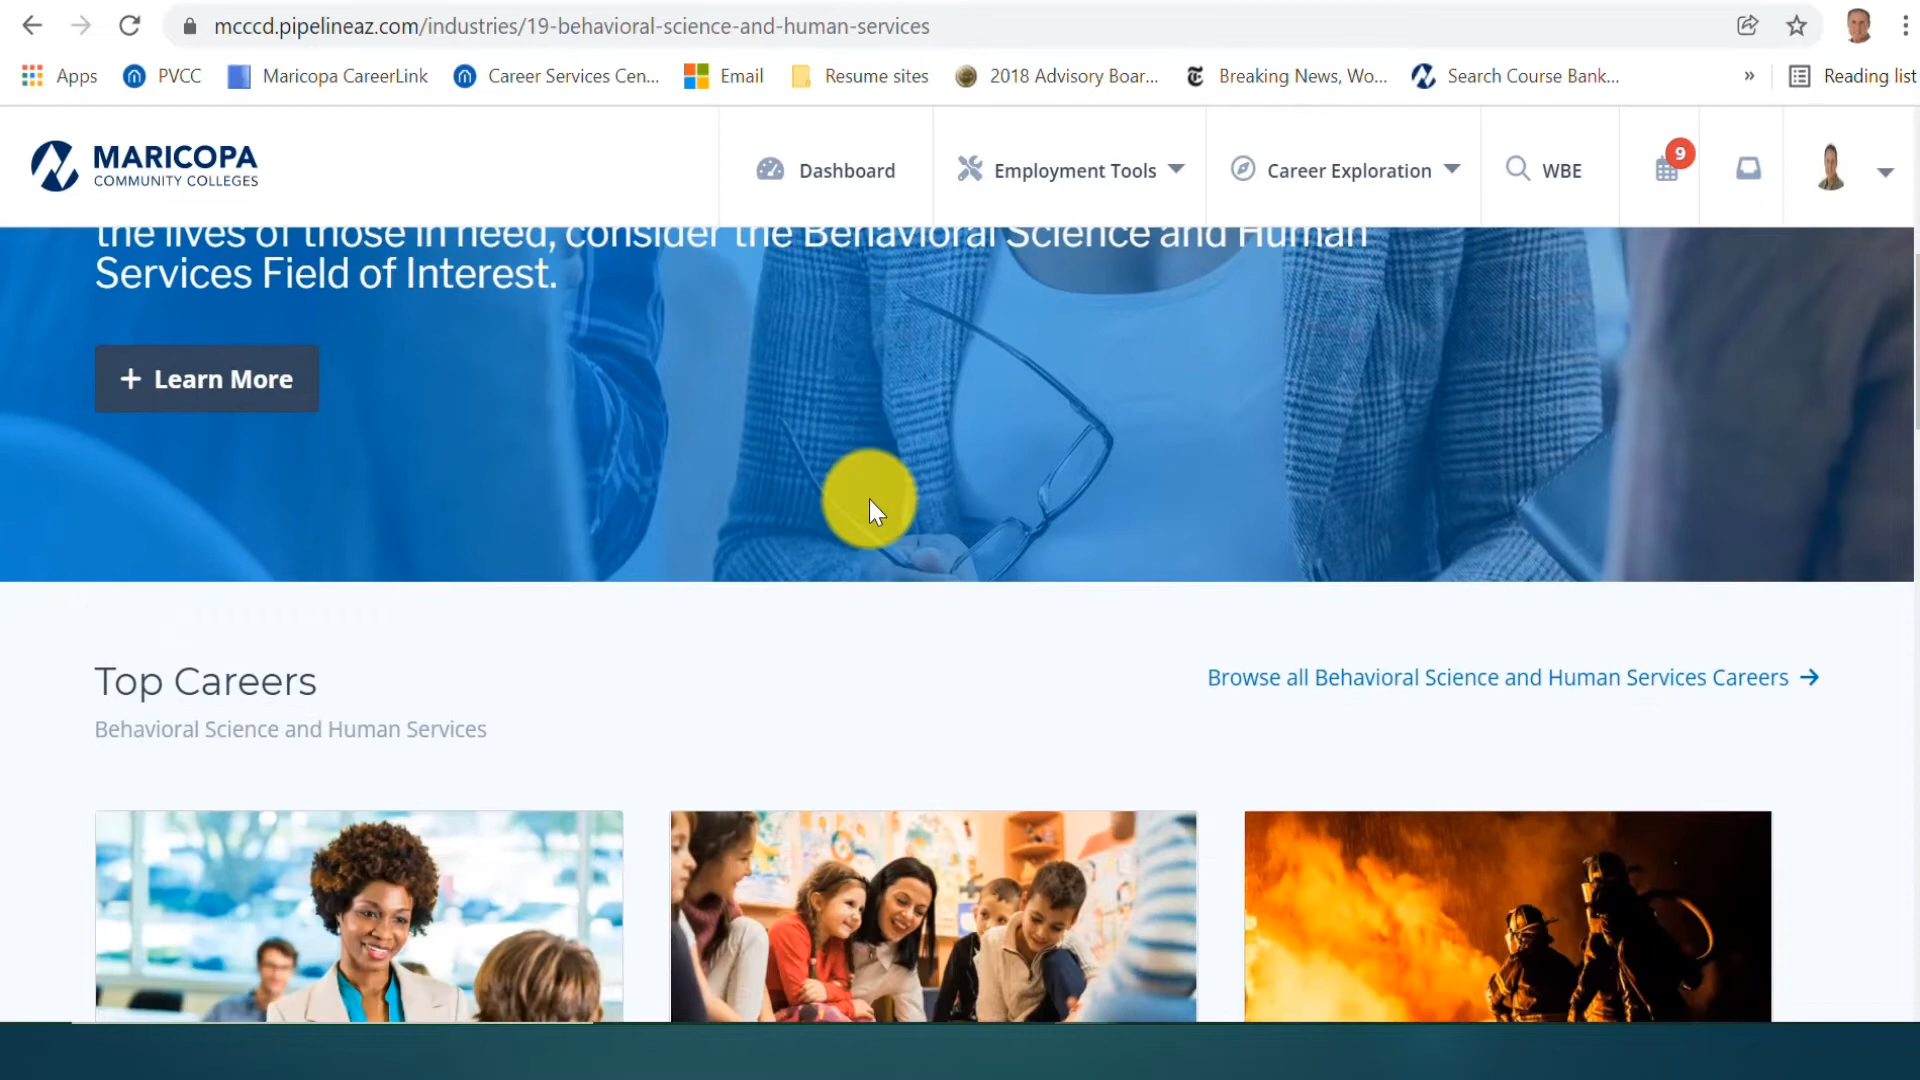 mcccd.pipelineaz.com/industries/19-behavioral-science-and-human-services
Apps PVCC Maricopa CareerLink Career Services Cen... Email Resume sites 2018 Advisory Boar... Breaking News, Wo... Search Course Bank... » Reading list
MARICOPA
COMMUNITY COLLEGES
Dashboard Employment Tools Career Exploration WBE 9
the lives of those in need, consider the Behavioral Science and Human
Services Field of Interest.
+ Learn More
Top Careers
Browse all Behavioral Science and Human Services Careers →
Behavioral Science and Human Services